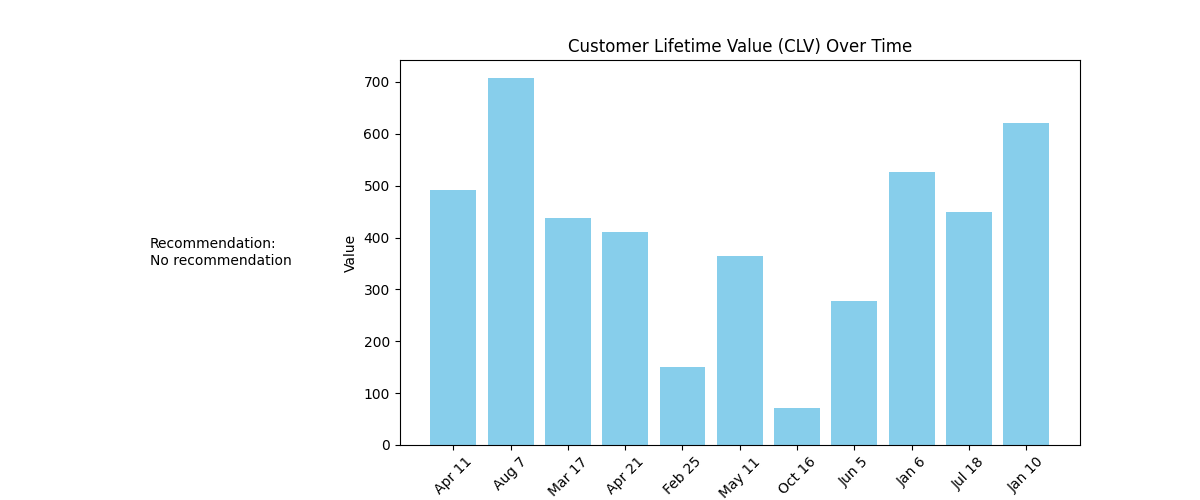 Customer Lifetime Value (CLV) Over Time
Recommendation:
No recommendation
Value
700
600
500
400
300
200
100
0
Apr 11
Aug 7
Mar 17
Apr 21
Feb 25
May 11
Oct 16
Jun 5
Jan 6
Jul 18
Jan 10